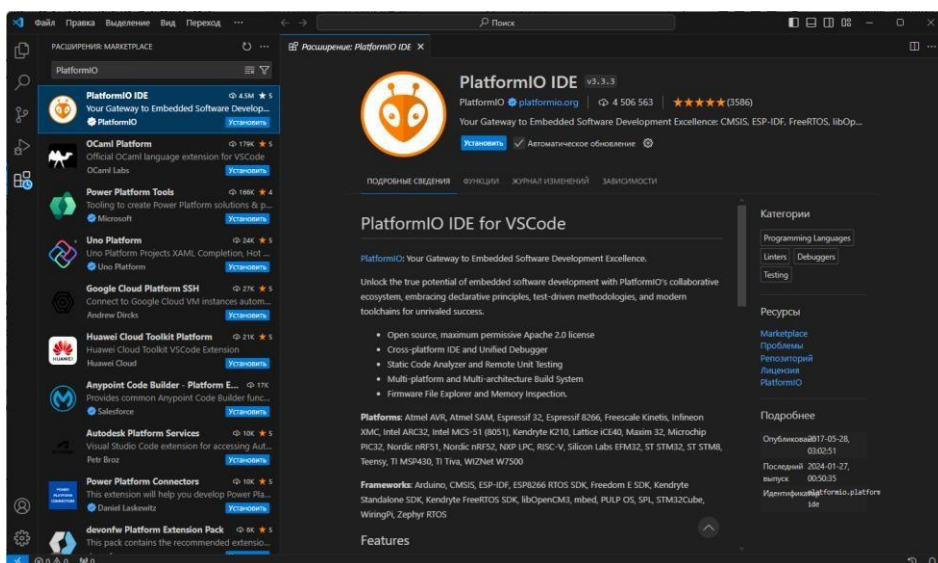 Файл Правка Выделение Вид Переход ···
Поиск
РАСШИРЕНИЯ: MARKETPLACE
PlatformIO
PlatformIO IDE 4.5M ★ 5
Your Gateway to Embedded Software Develop...
PlatformIO Установить
OCaml Platform 179K ★ 5
Official OCaml language extension for VSCode
OCaml Labs Установить
Power Platform Tools 166K ★ 4
Tooling to create Power Platform solutions & p...
Microsoft Установить
Uno Platform 24K ★ 5
Uno Platform Projects XAML Completion, Hot ...
Uno Platform Установить
Google Cloud Platform SSH 27K ★ 5
Connect to Google Cloud VM instances autom...
Andrew Dircks Установить
Huawei Cloud Toolkit Platform 21K ★ 5
Huawei Cloud Toolkit VSCode Extension
HUAWEI
Huawei Cloud Установить
Anypoint Code Builder - Platform E... 17K
Provides common Anypoint Code Builder func...
Salesforce Установить
Autodesk Platform Services 10K ★ 5
Visual Studio Code extension for accessing Aut...
Petr Broz Установить
Power Platform Connectors 10K ★ 5
This extension will help you develop Power Pla...
POWER PLATFORM CONNECTORS
Daniel Laskewitz Установить
devonfw Platform Extension Pack 6K ★ 5
This pack contains the recommended extensio...
Расширение: PlatformIO IDE ×
PlatformIO IDE v3.3.3
PlatformIO platformio.org 4 506 563 ★★★★★ (3586)
Your Gateway to Embedded Software Development Excellence: CMSIS, ESP-IDF, FreeRTOS, libOp...
Установить Автоматическое обновление
ПОДРОБНЫЕ СВЕДЕНИЯ ФУНКЦИИ ЖУРНАЛ ИЗМЕНЕНИЙ ЗАВИСИМОСТИ
PlatformIO IDE for VSCode
PlatformIO: Your Gateway to Embedded Software Development Excellence.
Unlock the true potential of embedded software development with PlatformIO's collaborative
ecosystem, embracing declarative principles, test-driven methodologies, and modern
toolchains for unrivaled success.
• Open source, maximum permissive Apache 2.0 license
• Cross-platform IDE and Unified Debugger
• Static Code Analyzer and Remote Unit Testing
• Multi-platform and Multi-architecture Build System
• Firmware File Explorer and Memory Inspection.
Platforms: Atmel AVR, Atmel SAM, Espressif 32, Espressif 8266, Freescale Kinetis, Infineon
XMC, Intel ARC32, Intel MCS-51 (8051), Kendryte K210, Lattice iCE40, Maxim 32, Microchip
PIC32, Nordic nRF51, Nordic nRF52, NXP LPC, RISC-V, Silicon Labs EFM32, ST STM32, ST STM8,
Teensy, TI MSP430, TI Tiva, WIZNet W7500
Frameworks: Arduino, CMSIS, ESP-IDF, ESP8266 RTOS SDK, Freedom E SDK, Kendryte
Standalone SDK, Kendryte FreeRTOS SDK, libOpenCM3, mbed, PULP OS, SPL, STM32Cube,
WiringPi, Zephyr RTOS
Features
Категории
Programming Languages
Linters Debuggers
Testing
Ресурсы
Marketplace
Проблемы
Репозиторий
Лицензия
PlatformIO
Подробнее
2017-05-28,
03:02:51
Последний 2024-01-27,
выпуск 00:50:35
ide
0 0 0